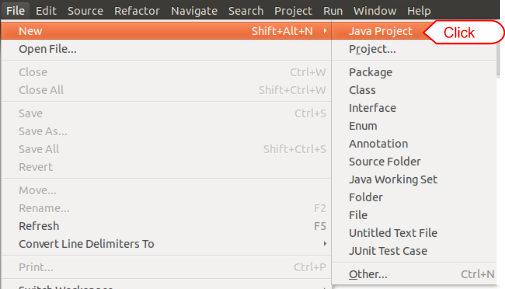 File Edit Source Refactor Navigate Search Project Run Window Help
New Shift+Alt+N
Open File...
Close Ctrl+W
Close All Shift+Ctrl+W
Save Ctrl+S
Save As...
Save All Shift+Ctrl+S
Revert
Move...
Rename... F2
Refresh F5
Convert Line Delimiters To
Print... Ctrl+P
Switch Workspace
Java Project
Click
Project...
Package
Class
Interface
Enum
Annotation
Source Folder
Java Working Set
Folder
File
Untitled Text File
JUnit Test Case
Other... Ctrl+N